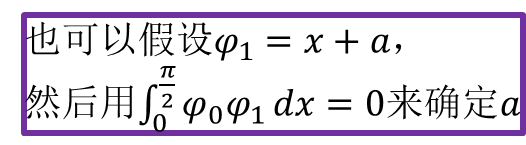 也可以假设φ₁ = x + a，
然后用∫₀^(π/2) φ₀φ₁ dx = 0来确定a